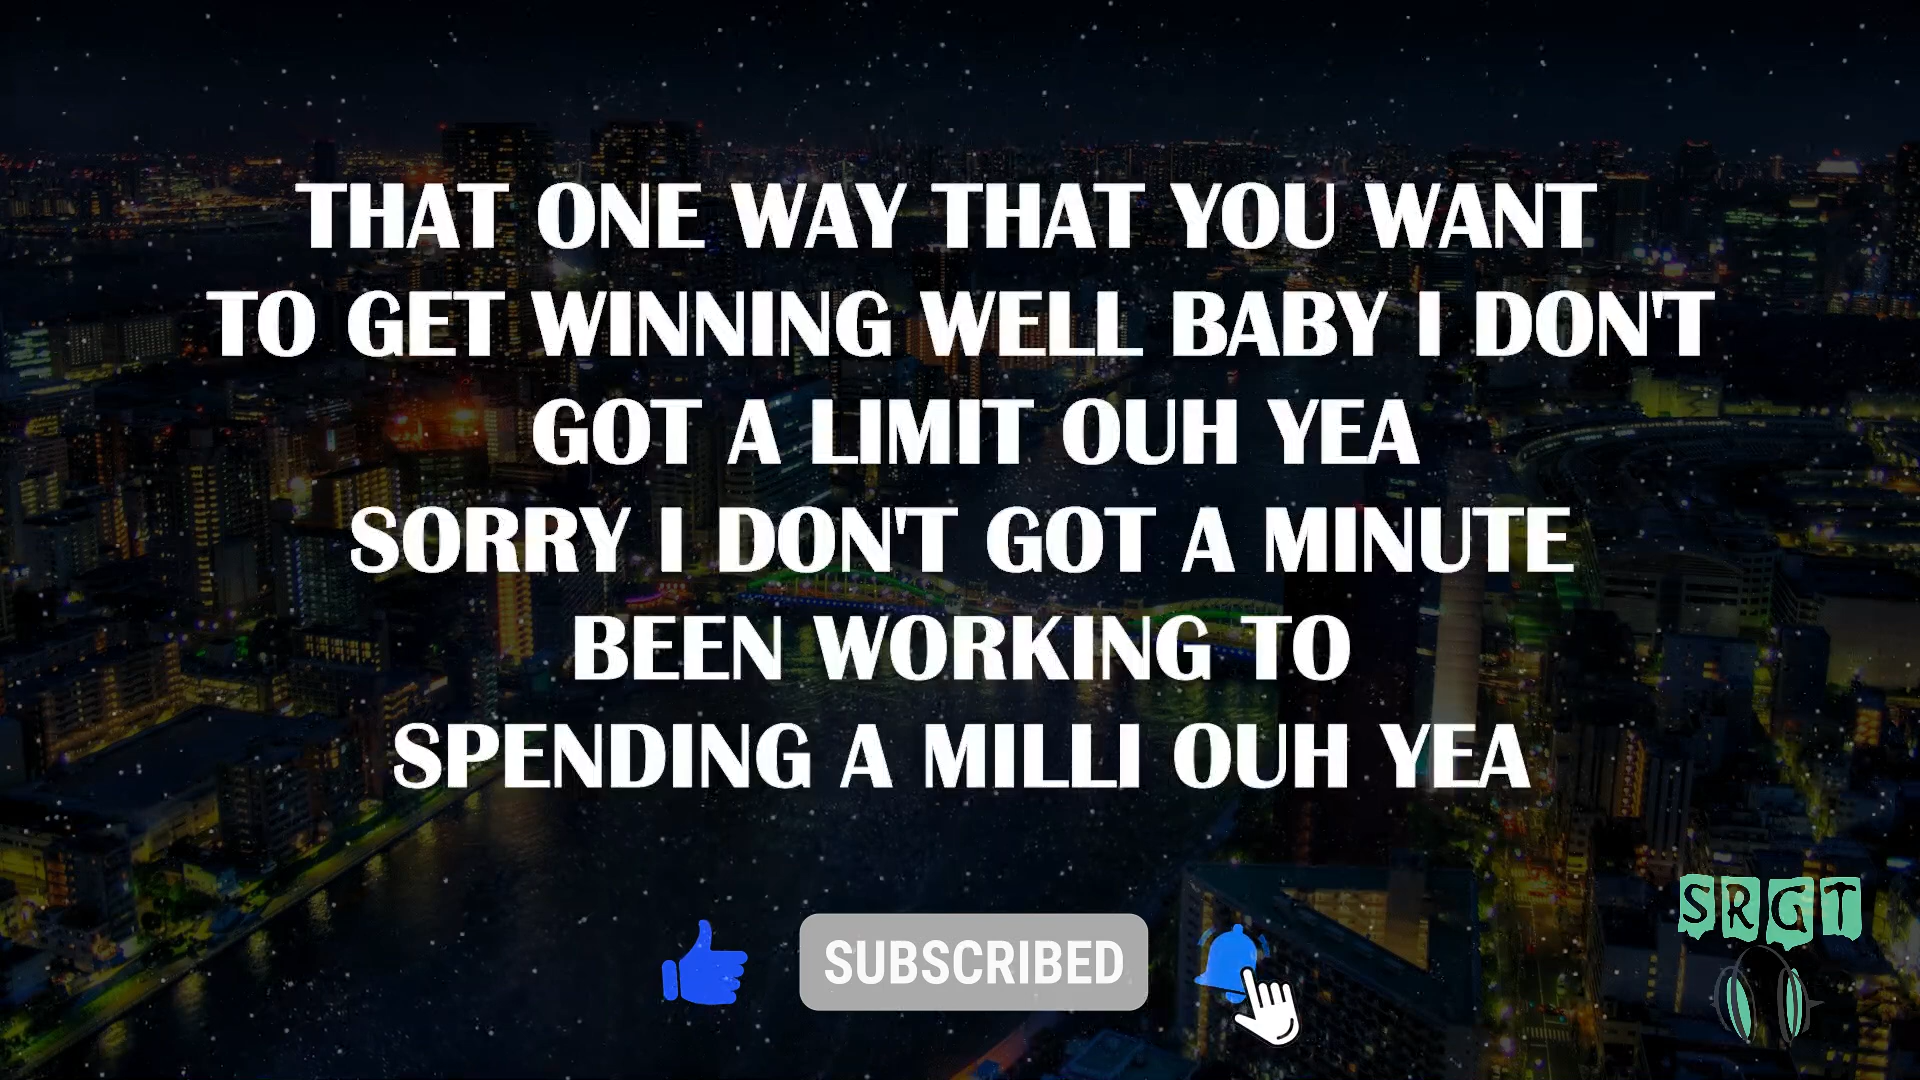 THAT ONE WAY THAT YOU WANT
TO GET WINNING WELL BABY I DON'T
GOT A LIMIT OUH YEA
SORRY I DON'T GOT A MINUTE
BEEN WORKING TO
SPENDING A MILLI OUH YEA
SRGT
SUBSCRIBED